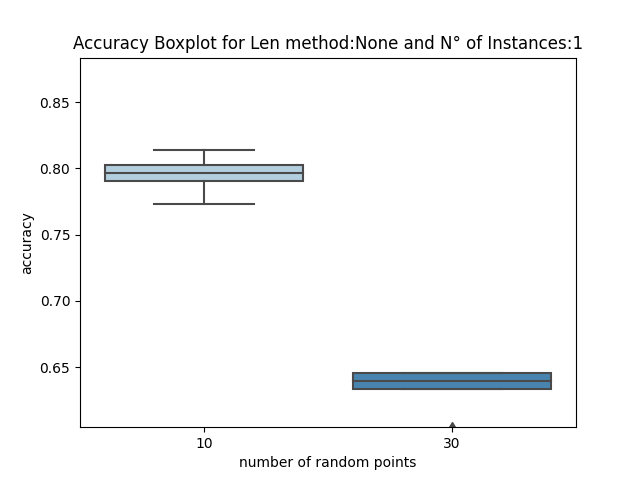 Accuracy Boxplot for Len method:None and N° of Instances:1
0.85
0.80
0.75
0.70
0.65
accuracy
10
30
number of random points